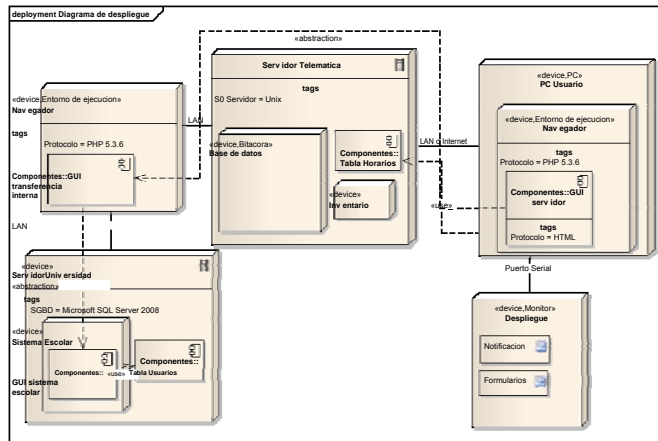 deployment Diagrama de despliegue
«abstraction»
Serv idor Telematica
tags
S0 Servidor = Unix
«device,Bitacora»
Base de datos
Componentes::
Tabla Horarios
«device»
Inv entario
«device,Entorno de ejecucion»
Nav egador
tags
Protocolo = PHP 5.3.6
Componentes::GUI
transferencia
interna
LAN
LAN o Internet
«device,PC»
PC Usuario
«device,Entorno de ejecucion»
Nav egador
tags
Protocolo = PHP 5.3.6
Componentes::GUI
serv idor
tags
Protocolo = HTML
«use»
LAN
«device»
Serv idorUniv ersidad
«abstraction»
tags
SGBD = Microsoft SQL Server 2008
«device»
Sistema Escolar
Componentes::
GUI sistema
escolar
«use»
Componentes::
Tabla Usuarios
Puerto Serial
«device,Monitor»
Despliegue
Notificacion
Formularios